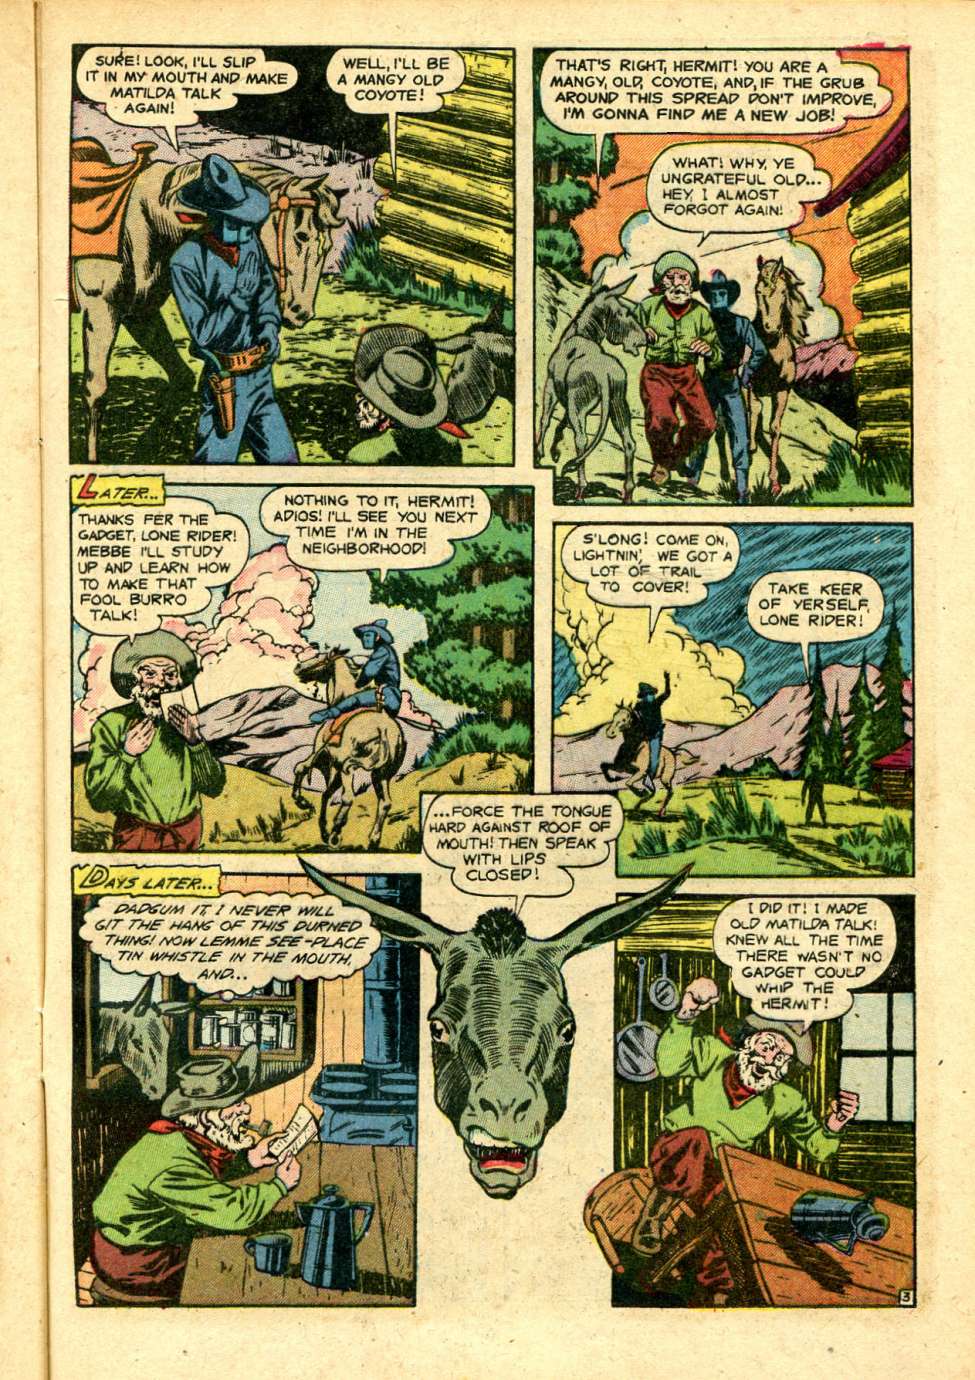 SURE! LOOK, I'LL SLIP
IT IN MY MOUTH AND MAKE
MATILDA TALK
AGAIN!
WELL, I'LL BE
A MANGY OLD
COYOTE!
THAT'S RIGHT, HERMIT! YOU ARE A
MANGY, OLD, COYOTE, AND, IF THE GRUB
AROUND THIS SPREAD DON'T IMPROVE,
I'M GONNA FIND ME A NEW JOB!
WHAT! WHY, YE
UNGRATEFUL OLD...
HEY, I ALMOST
FORGOT AGAIN!
LATER...
THANKS FER THE
GADGET, LONE RIDER!
MEBBE I'LL STUDY
UP AND LEARN HOW
TO MAKE THAT
FOOL BURRO
TALK!
NOTHING TO IT, HERMIT!
ADIOS! I'LL SEE YOU NEXT
TIME I'M IN THE
NEIGHBORHOOD!
S'LONG! COME ON,
LIGHTNIN', WE GOT A
LOT OF TRAIL
TO COVER!
TAKE KEER
OF YERSELF,
LONE RIDER!
DAYS LATER...
DADGUM IT, I NEVER WILL
GIT THE HANG OF THIS DURNED
THING! NOW LEMME SEE-PLACE
TIN WHISTLE IN THE MOUTH,
AND...
...FORCE THE TONGUE
HARD AGAINST ROOF OF
MOUTH! THEN SPEAK
WITH LIPS
CLOSED!
I DID IT! I MADE
OLD MATILDA TALK!
KNEW ALL THE TIME
THERE WASN'T NO
GADGET COULD
WHIP THE
HERMIT!
3